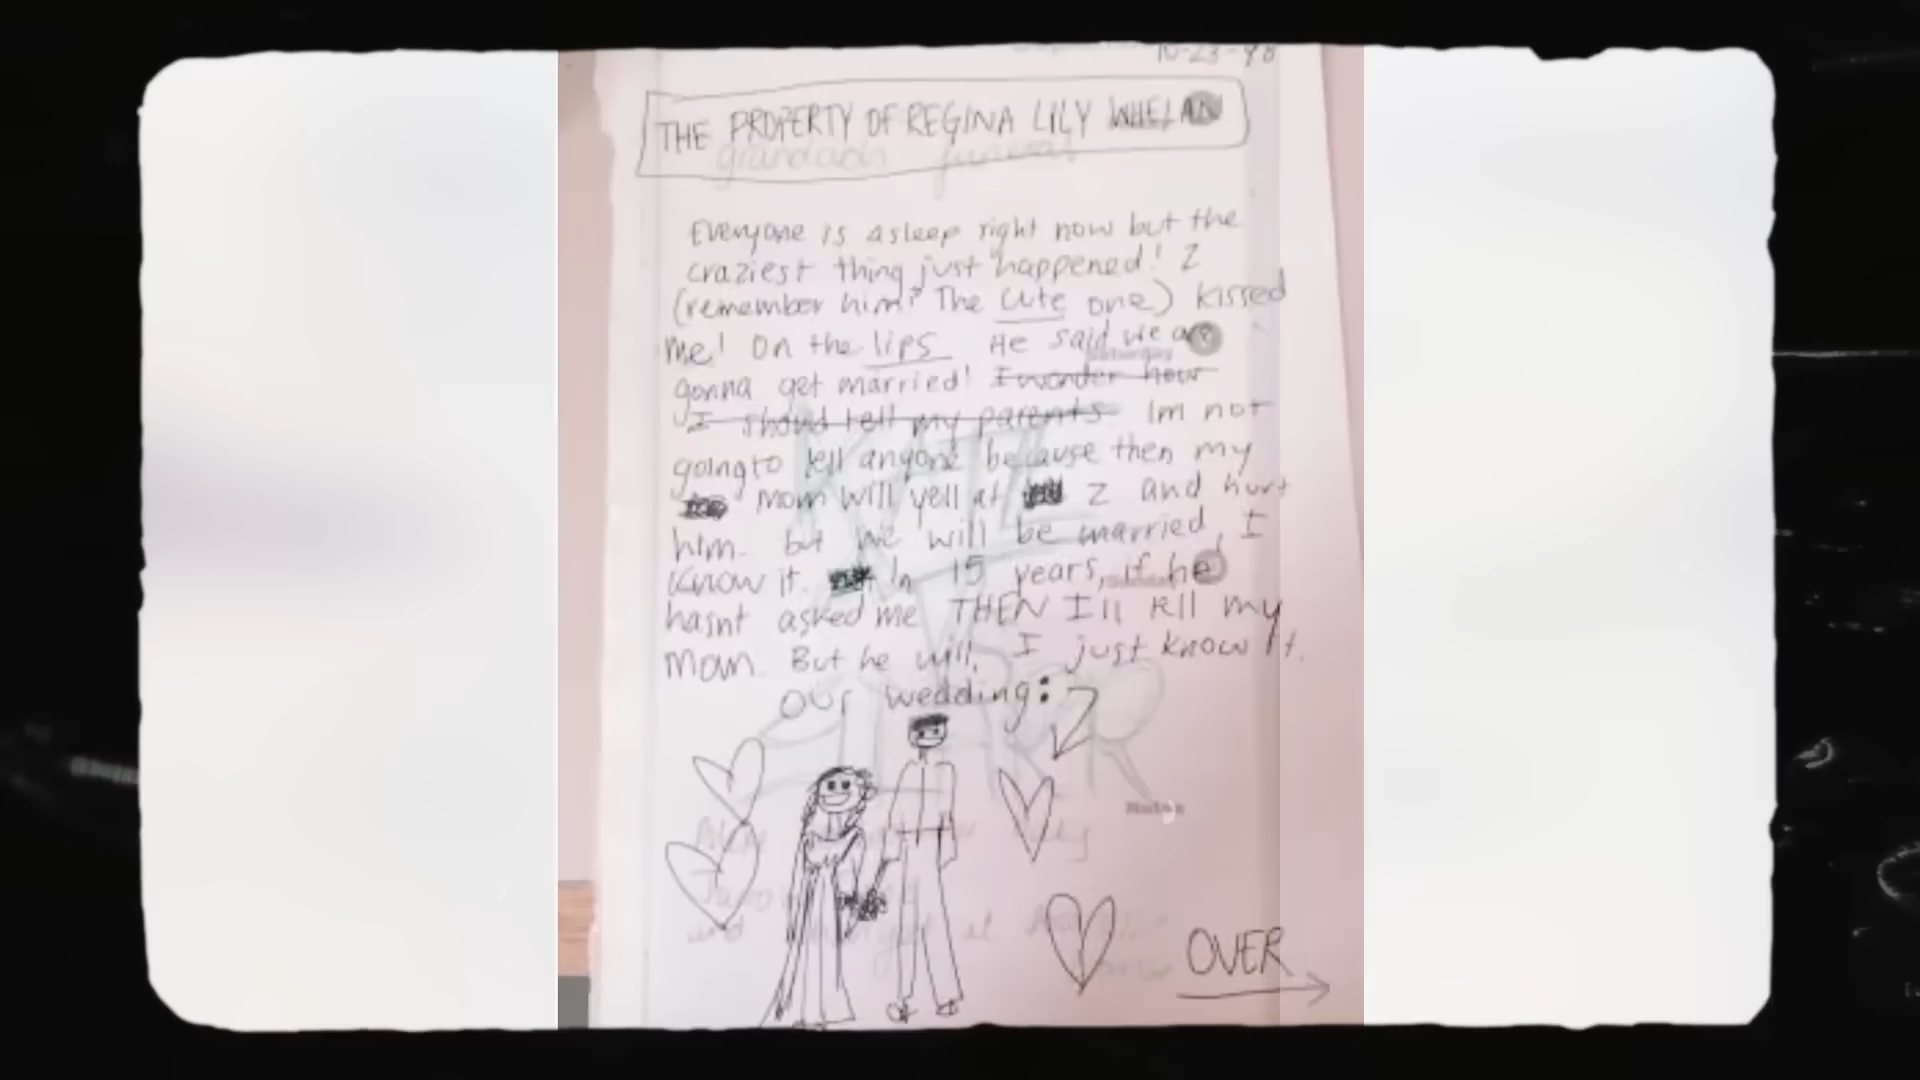 10-23-98
THE PROPERTY OF REGINA LILY WHELAN
Everyone is asleep right now but the
craziest thing just happened! Z
(remember him? The cute one) kissed
me! On the lips He said we are
gonna get married! I wonder how
I should tell my parents Im not
going to tell anyone because then my
mom will yell at Z and hurt
him. but we will be married, I
know it. In 15 years, if he
hasnt asked me THEN I'll tell my
mom. But he will, I just know it.
our wedding:
Notes
OVER